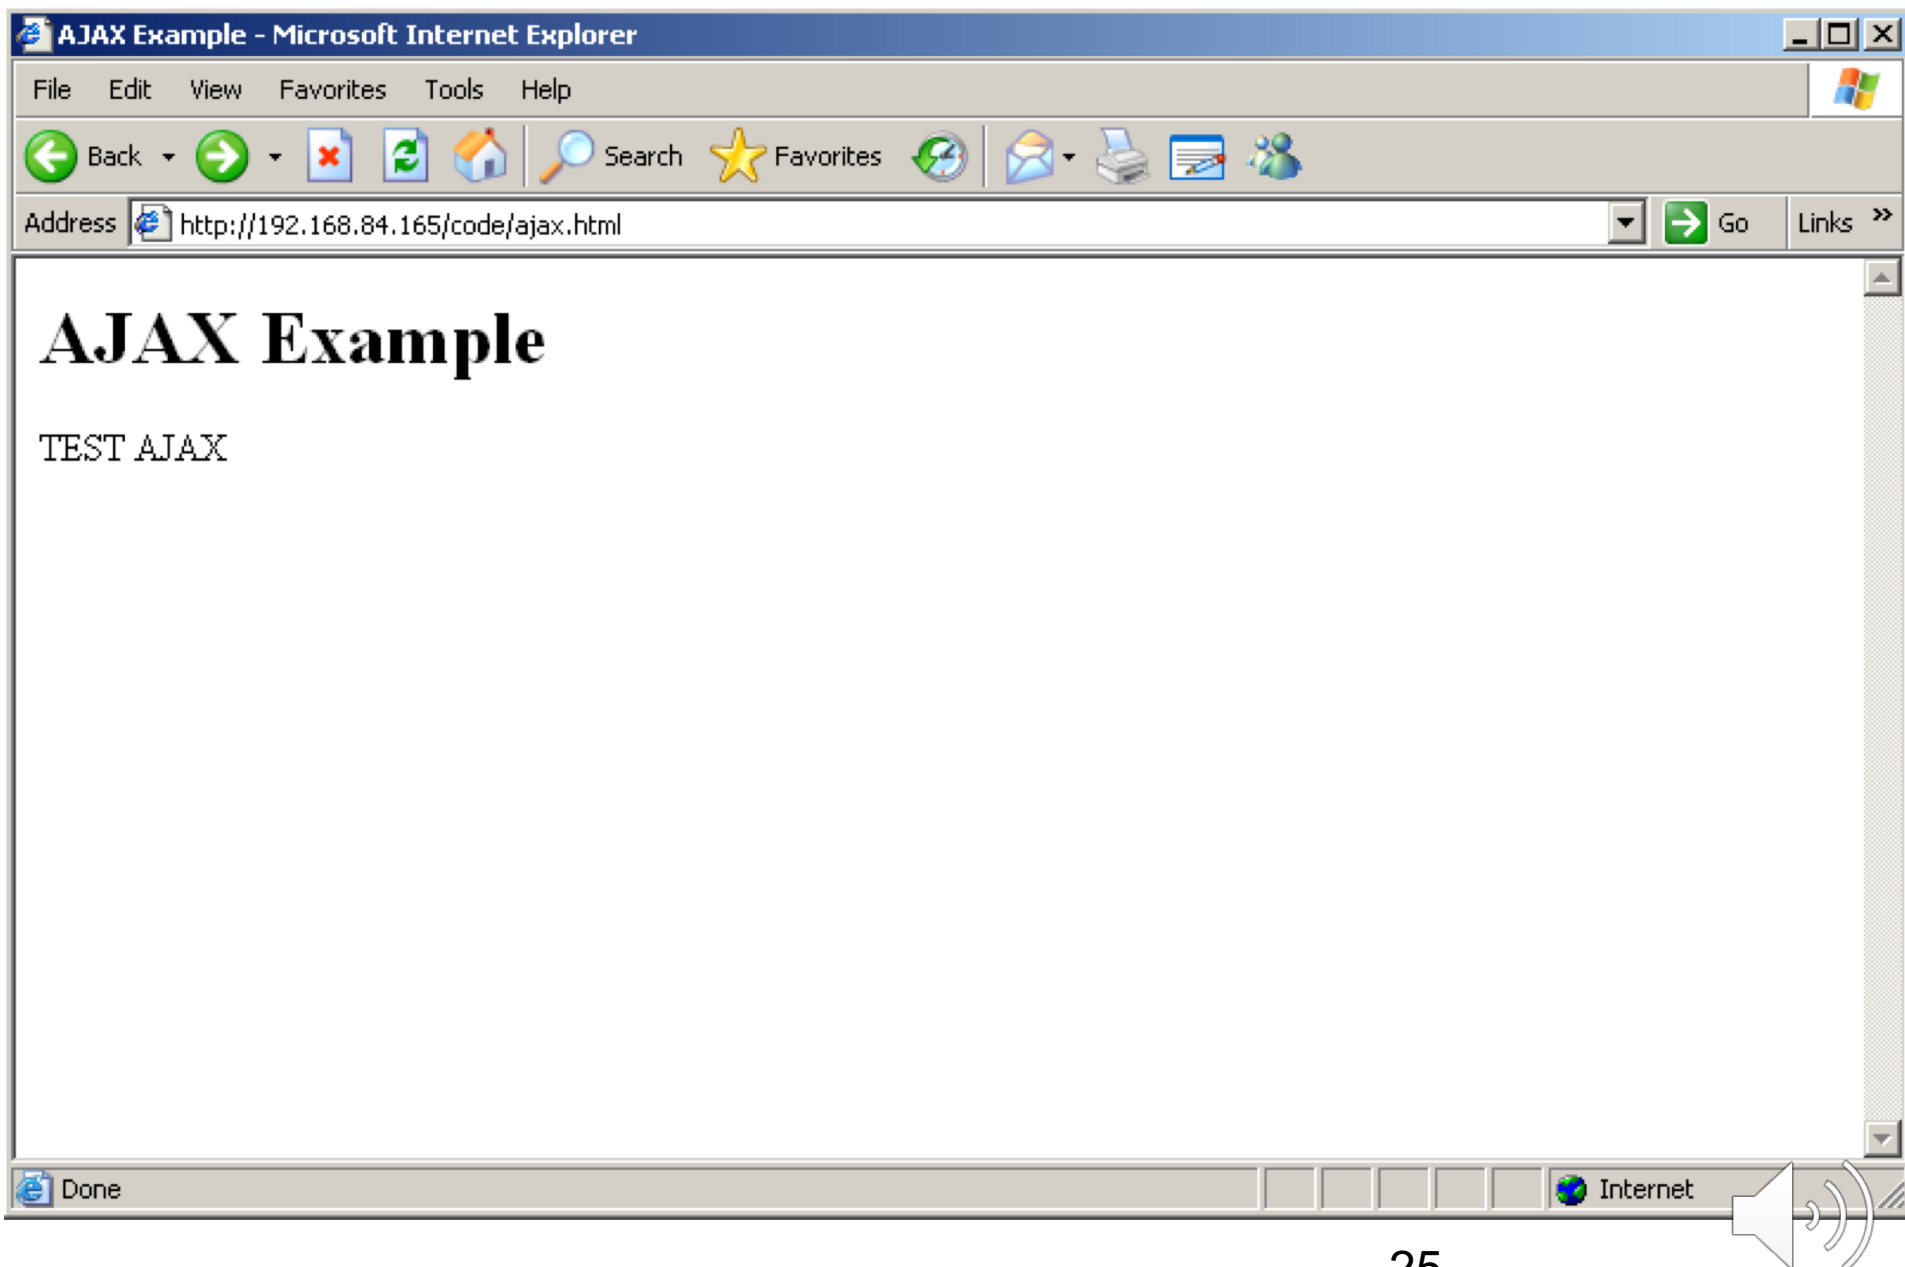 AJAX Example - Microsoft Internet Explorer
File Edit View Favorites Tools Help
Back Search Favorites
Address http://192.168.84.165/code/ajax.html Go Links »
AJAX Example
TEST AJAX
Done Internet
25